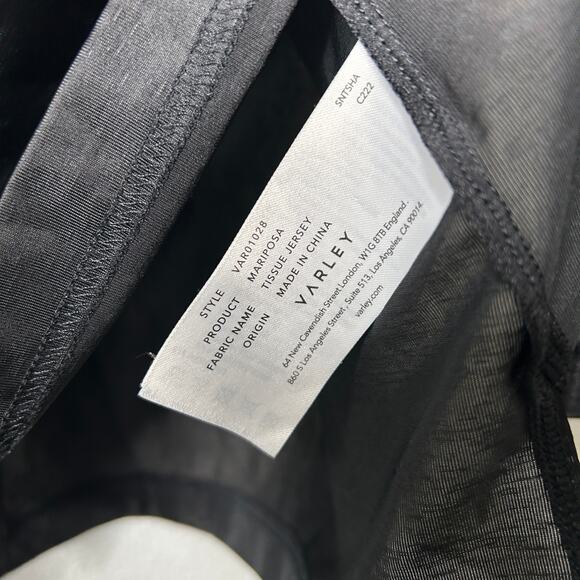 SNTSHA
C222
STYLE VAR01028
PRODUCT MARIPOSA
FABRIC NAME TISSUE JERSEY
ORIGIN MADE IN CHINA
VARLEY
64 New Cavendish Street London, W1G 8TB England.
860 S Los Angeles Street, Suite 513, Los Angeles, CA 90014.
varley.com